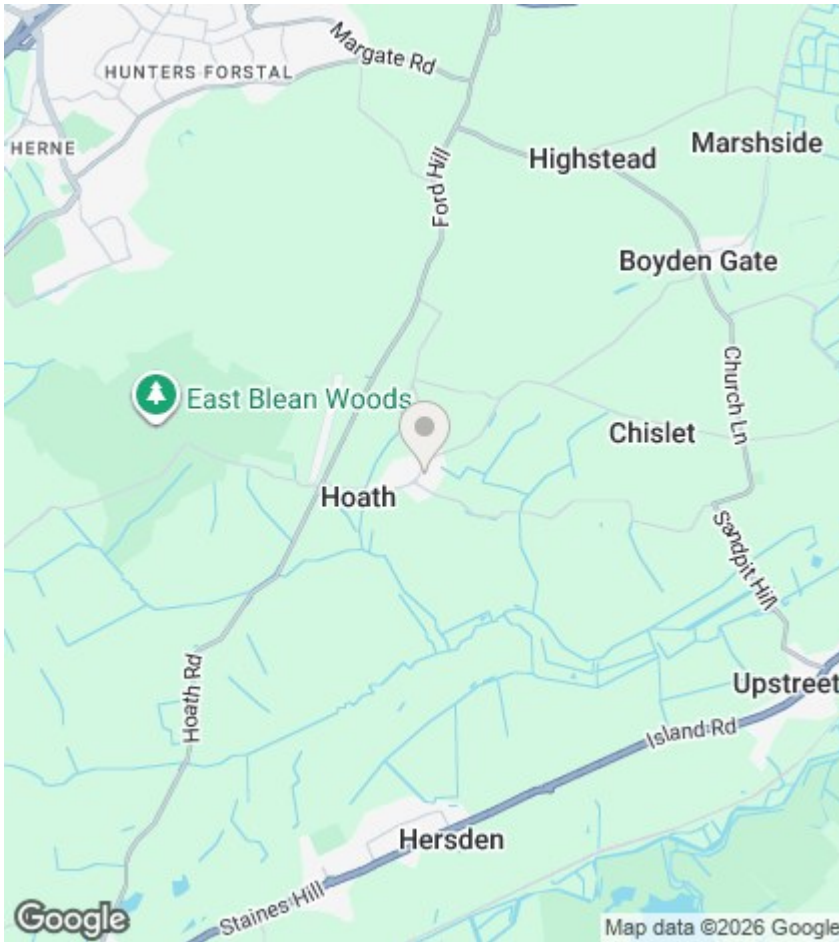 Margate Rd
HUNTERS FORSTAL
HERNE
Marshside
Highstead
Ford Hill
Boyden Gate
Church Ln
East Blean Woods
Chislet
Hoath
Sandpit Hill
Hoath Rd
Upstreet
Island Rd
Hersden
Staines Hill
Google
Map data ©2026 Google